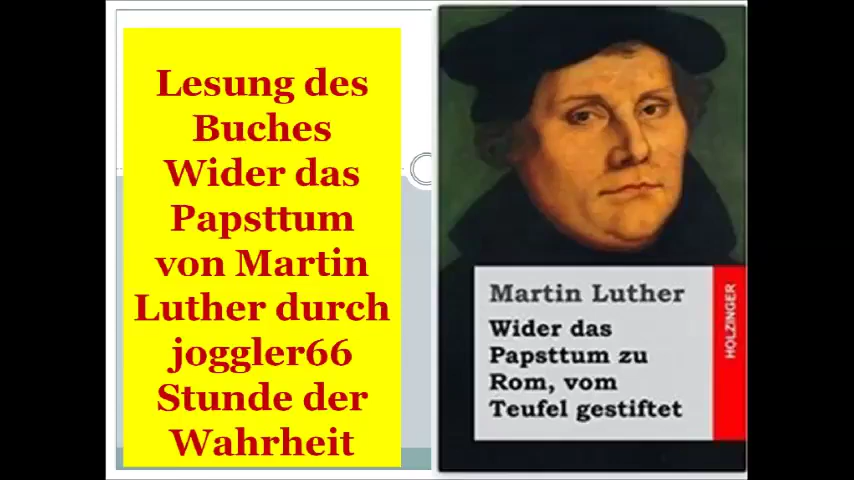 Lesung des
Buches
Wider das
Papsttum
von Martin
Luther durch
joggler66
Stunde der
Wahrheit
Martin Luther
Wider das
Papsttum zu
Rom, vom
Teufel gestiftet
HOLZINGER